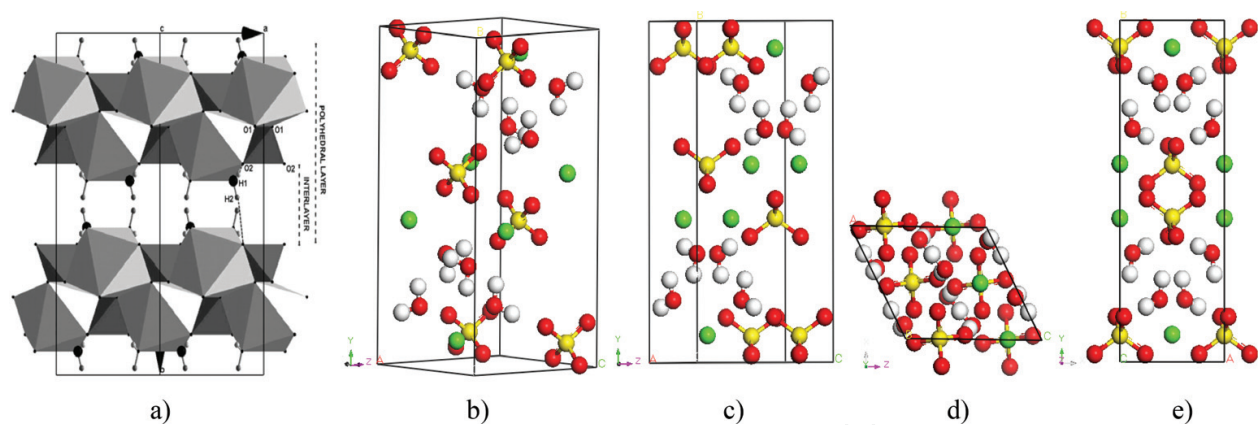 c
a
O1 O1
O2
O2
H1
H2
b
POLYHEDRAL LAYER
INTERLAYER
a)
B
A
C
Y
Z
b)
B
A
C
Y
Z
c)
A
C
Z
d)
B
C
A
Y
Z
e)